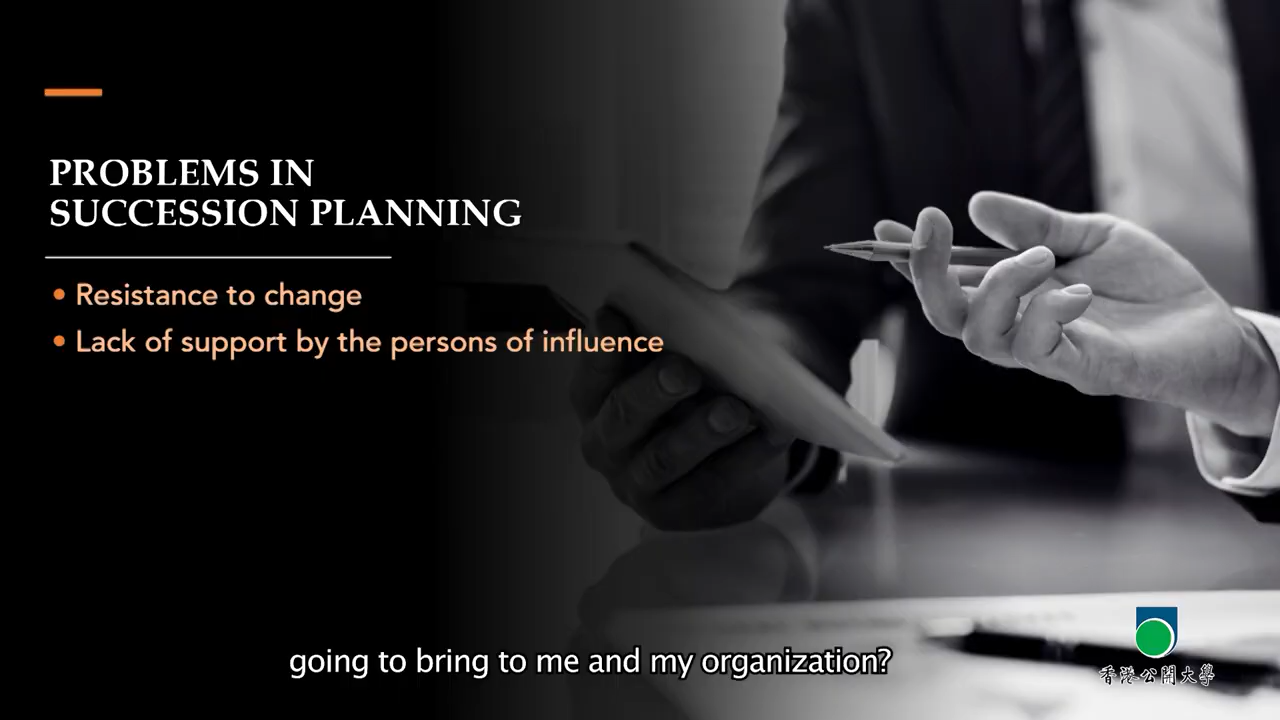 PROBLEMS IN
SUCCESSION PLANNING
• Resistance to change
• Lack of support by the persons of influence
going to bring to me and my organization?
香港公開大學